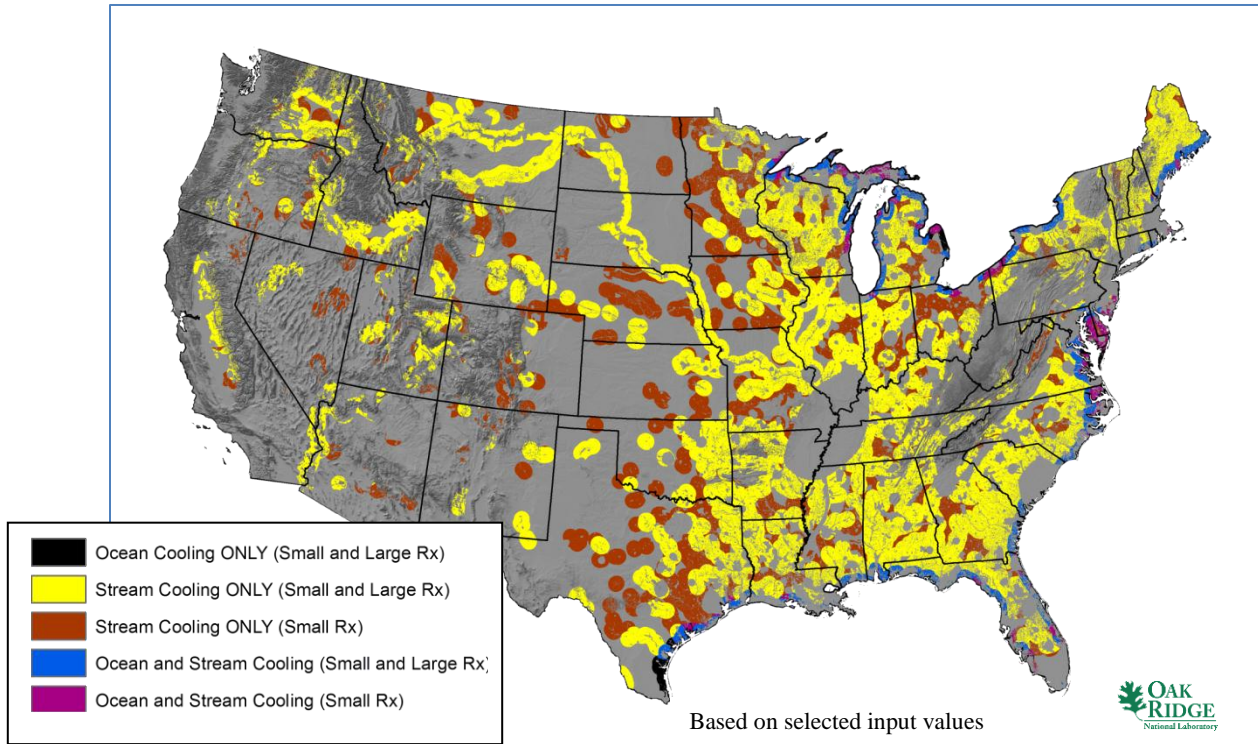 Ocean Cooling ONLY (Small and Large Rx)
Stream Cooling ONLY (Small and Large Rx)
Stream Cooling ONLY (Small Rx)
Ocean and Stream Cooling (Small and Large Rx)
Ocean and Stream Cooling (Small Rx)
Based on selected input values
OAK
RIDGE
National Laboratory